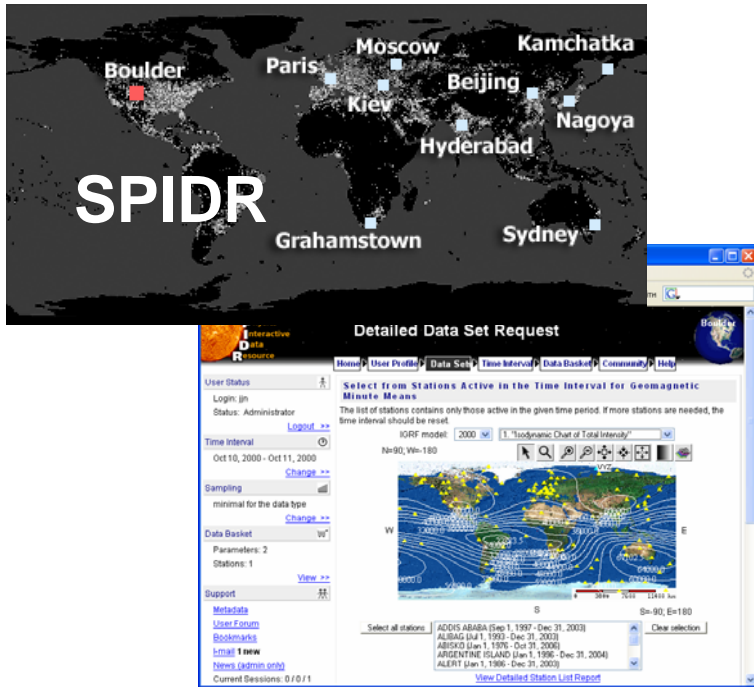 Boulder
Paris
Moscow
Kiev
Kamchatka
Beijing
Nagoya
Hyderabad
SPIDR
Grahamstown
Sydney
Interactive
Data
Resource
Detailed Data Set Request
Boulder
Home User Profile Data Set Time Interval Data Basket Community Help
User Status
Login: jjn
Status: Administrator
Logout >>
Time Interval
Oct 10, 2000 - Oct 11, 2000
Change >>
Sampling
minimal for the data type
Change >>
Data Basket
Parameters: 2
Stations: 1
View >>
Support
Metadata
User Forum
Bookmarks
I-mail 1 new
News (admin only)
Current Sessions: 0 / 0 / 1
Select from Stations Active in the Time Interval for Geomagnetic
Minute Means
The list of stations contains only those active in the given time period. If more stations are needed, the
time interval should be reset.
IGRF model: 2000 1. "Isodynamic Chart of Total Intensity"
N=90; W=-180
XYZ
W
E
S
S=-90; E=180
Select all stations
ADDIS ABABA (Sep 1, 1997 - Dec 31, 2003)
ALIBAG (Jul 1, 1993 - Dec 31, 2003)
ABISKO (Jan 1, 1976 - Oct 31, 2006)
ARGENTINE ISLAND (Jan 1, 1996 - Dec 31, 2004)
ALERT (Jan 1, 1986 - Dec 31, 2003)
Clear selection
View Detailed Station List Report